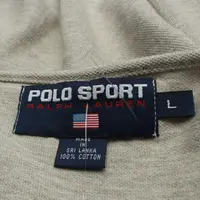 POLO SPORT
RALPH LAUREN
L
MADE
IN
SRI LANKA
100% COTTON